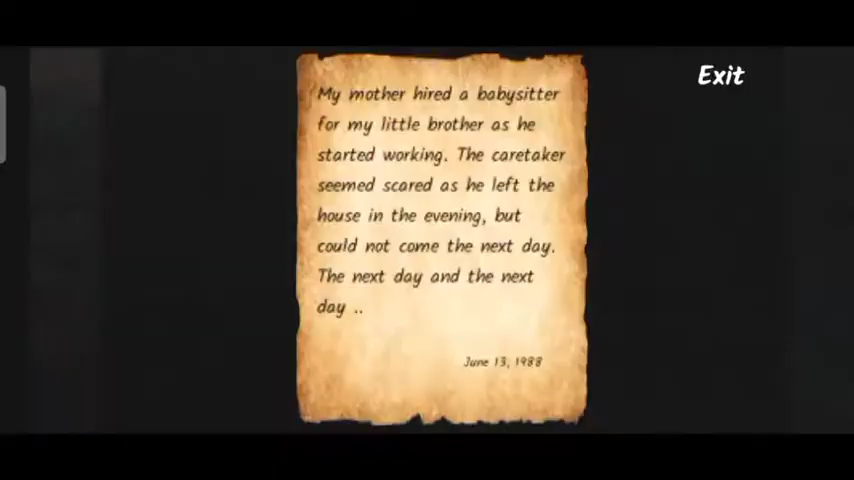 Exit
My mother hired a babysitter
for my little brother as he
started working. The caretaker
seemed scared as he left the
house in the evening, but
could not come the next day.
The next day and the next
day ..
June 13, 1988